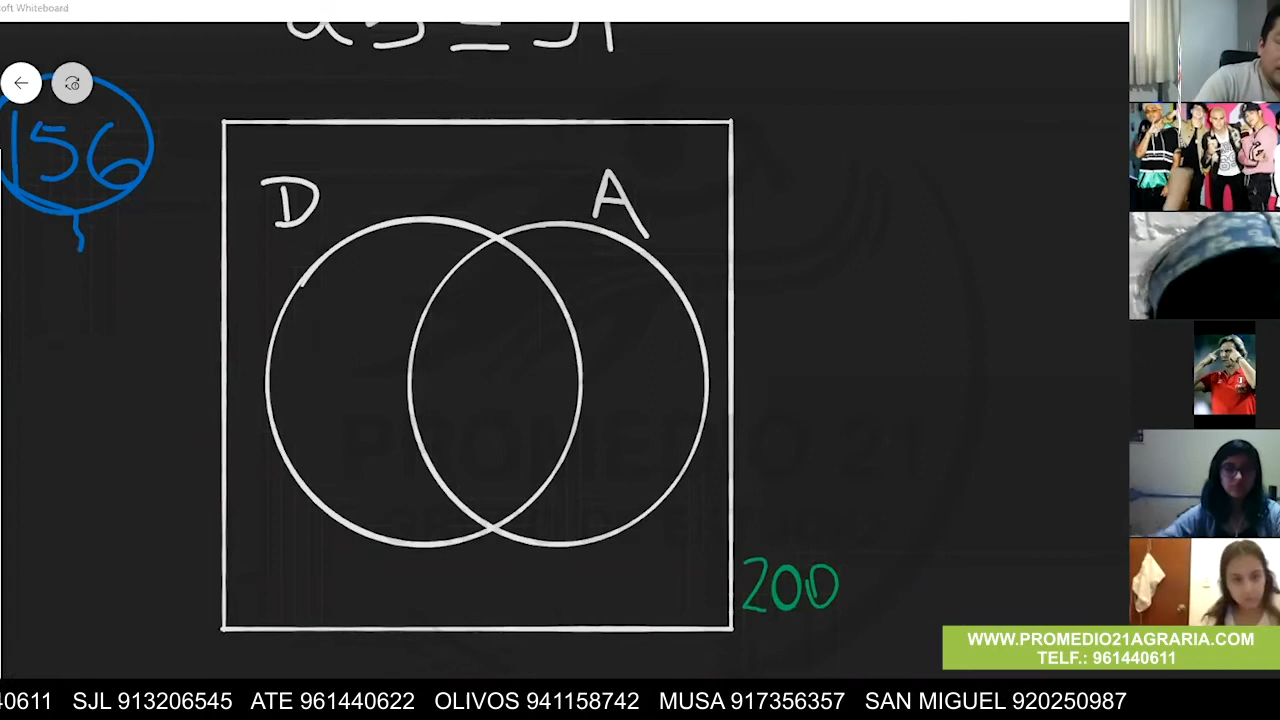 oft Whiteboard
156
D
A
200
WWW.PROMEDIO21AGRARIA.COM
TELF.: 961440611
40611 SJL 913206545 ATE 961440622 OLIVOS 941158742 MUSA 917356357 SAN MIGUEL 920250987